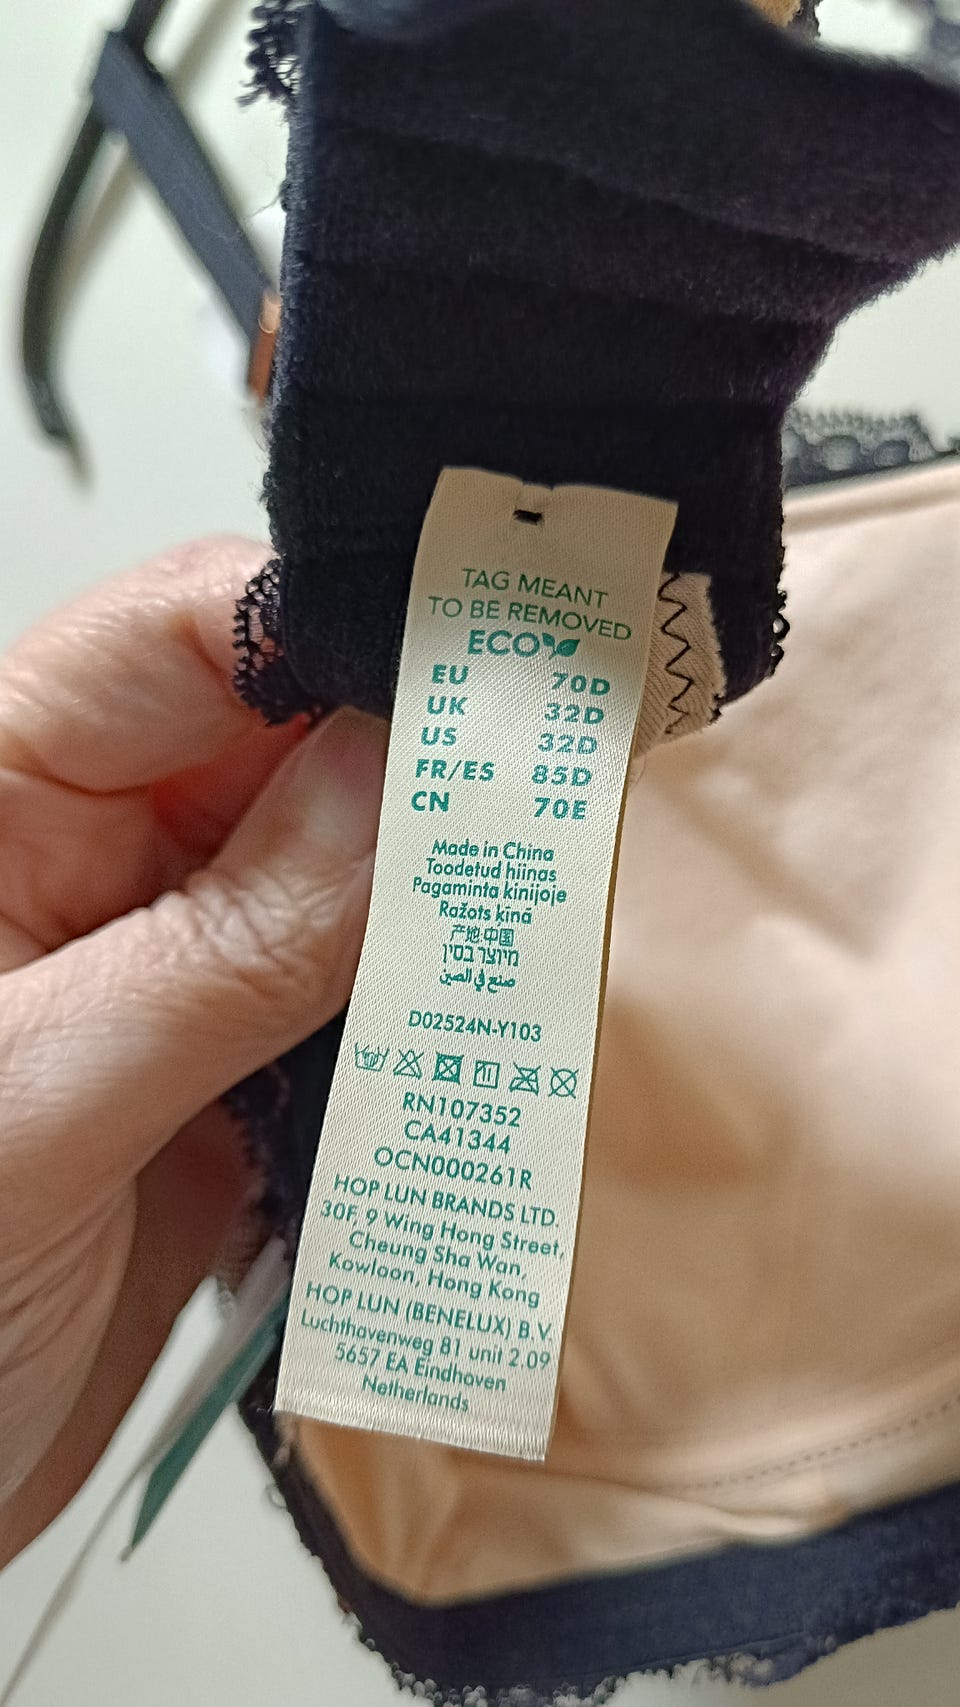 TAG MEANT
TO BE REMOVED
ECO
EU 70D
UK 32D
US 32D
FR/ES 85D
CN 70E
Made in China
Toodetud hiinas
Pagaminta kinijoje
Ražots ķīnā
产地:中国
מיוצר בסין
صنع في الصين
D02524N-Y103
RN107352
CA41344
OCN000261R
HOP LUN BRANDS LTD.
30F, 9 Wing Hong Street,
Cheung Sha Wan,
Kowloon, Hong Kong
HOP LUN (BENELUX) B.V.
Luchthavenweg 81 unit 2.09
5657 EA Eindhoven
Netherlands